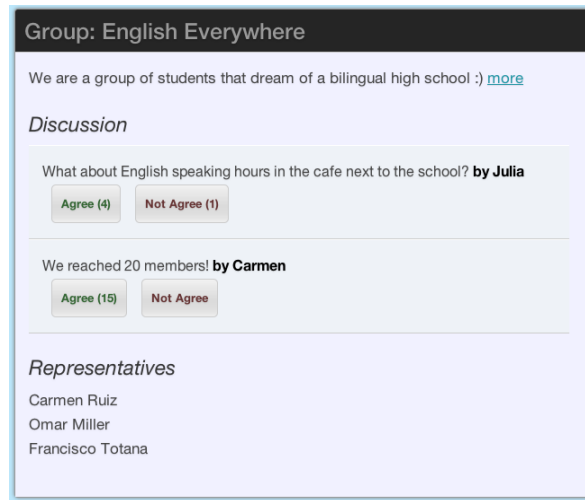 Group: English Everywhere
We are a group of students that dream of a bilingual high school :) more
Discussion
What about English speaking hours in the cafe next to the school? by Julia
Agree (4) Not Agree (1)
We reached 20 members! by Carmen
Agree (15) Not Agree
Representatives
Carmen Ruiz
Omar Miller
Francisco Totana